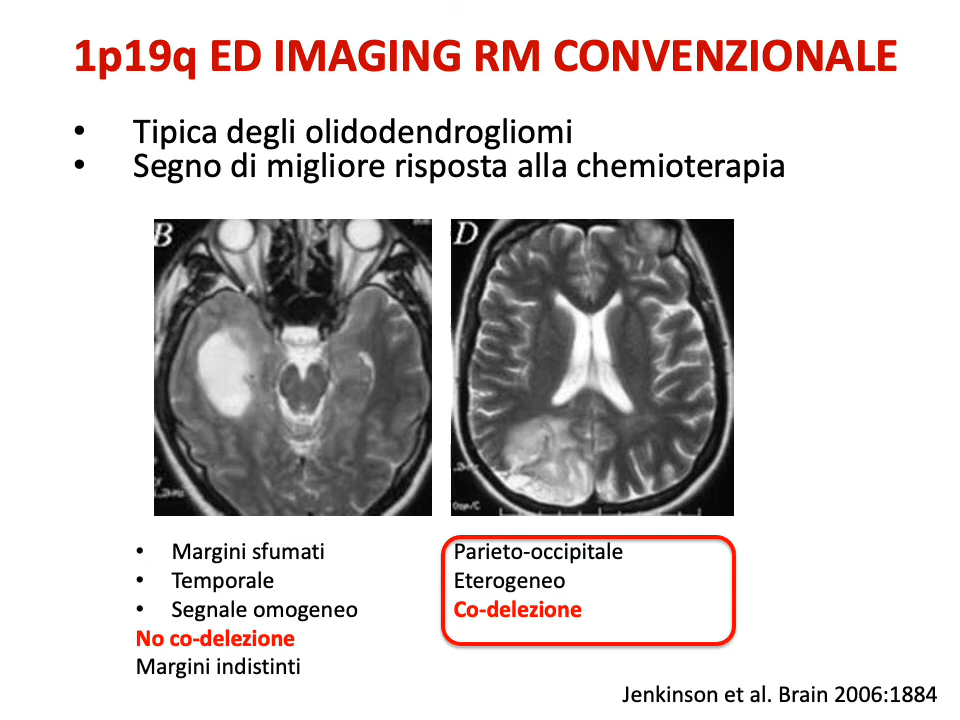 1p19q ED IMAGING RM CONVENZIONALE
• Tipica degli olidodendrogliomi
• Segno di migliore risposta alla chemioterapia
B
D
• Margini sfumati
• Temporale
• Segnale omogeneo
No co-delezione
Margini indistinti
Parieto-occipitale
Eterogeneo
Co-delezione
Jenkinson et al. Brain 2006:1884